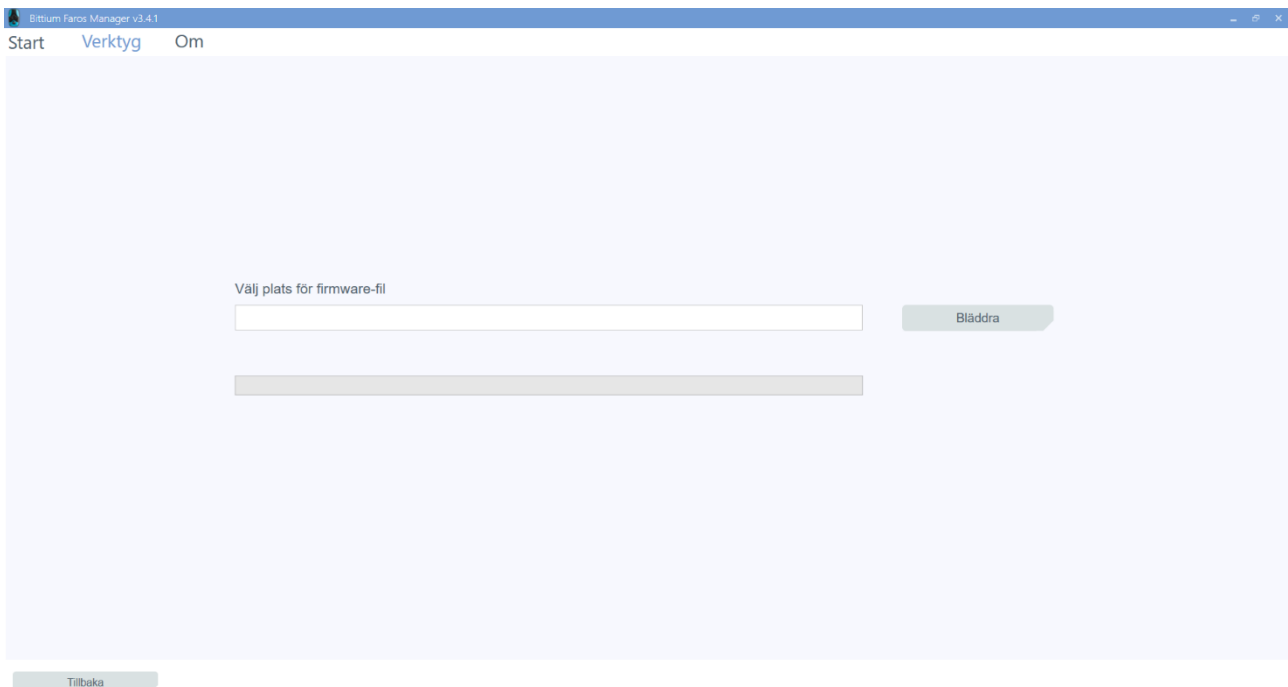 Bittium Faros Manager v3.4.1
Start Verktyg Om
Välj plats för firmware-fil
Bläddra
Tillbaka